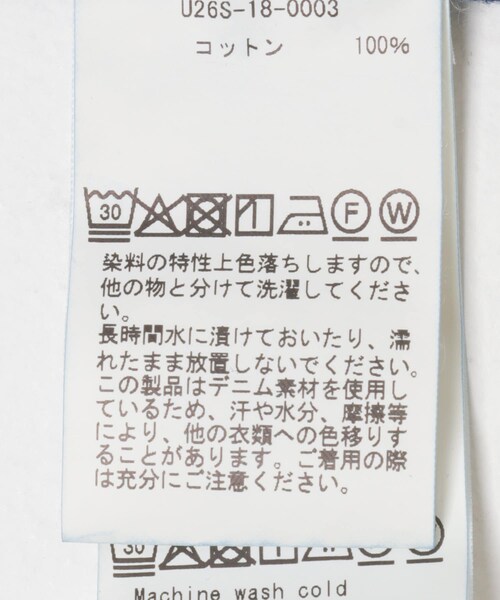 U26S-18-0003
コットン 100%
30 F W
染料の特性上色落ちしますので、
他の物と分けて洗濯してくださ
い。
長時間水に漬けておいたり、濡
れたまま放置しないでください。
この製品はデニム素材を使用し
ているため、汗や水分、摩擦等
により、他の衣類への色移りす
ることがあります。ご着用の際
は充分にご注意ください。
30
Machine wash cold